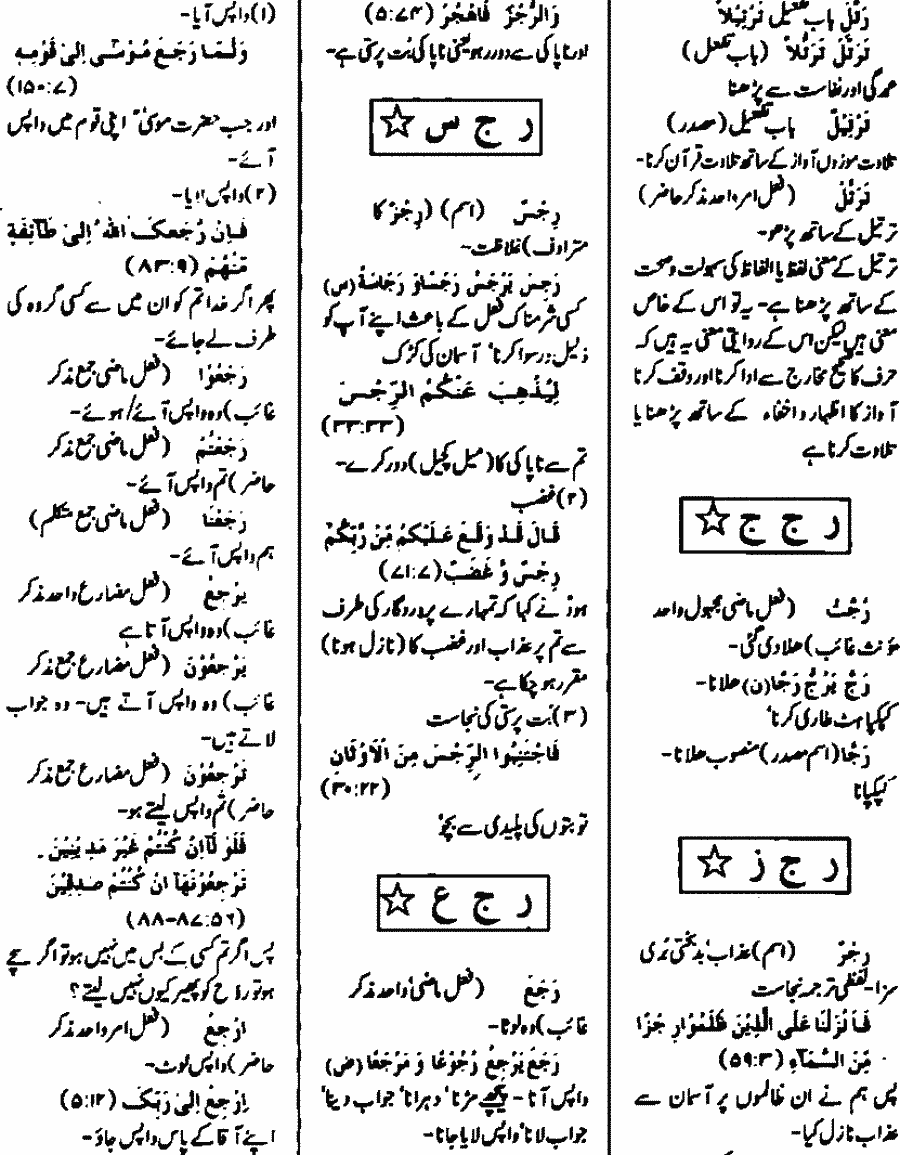 رَتَّلَ باب تفعیل تَرْتِیْلاً
تَرَتَّلَ تَرَتُّلاً (باب تفعل)
عمدگی اور نفاست سے پڑھنا
تَرْتِیْلٌ باب تفعیل (مصدر)
تلاوت موزوں آواز کے ساتھ تلاوت قرآن کرنا۔
رَتِّلْ (فعل امر واحد مذکر حاضر)
ترتیل کے ساتھ پڑھو۔
ترتیل کے معنی لفظ یا الفاظ کی سہولت و صحت
کے ساتھ پڑھنا ہے۔ یہ تو اس کے خاص
معنی ہیں لیکن اس کے روایتی معنی یہ ہیں کہ
حرف کا صحیح مخارج سے ادا کرنا اور وقف کرنا
آواز کا اظہار و اخفاء کے ساتھ پڑھنا یا
تلاوت کرنا ہے
ر ج ج ☆
رُجَّتْ (فعل ماضی مجہول واحد
مؤنث غائب) ہلا دی گئی۔
رَجَّ یَرُجُّ رَجًّا (ن) ہلانا۔
کپکپاہٹ طاری کرنا'
رَجًّا (اسم مصدر) منصوب ہلانا۔
کپکپانا
ر ج ز ☆
رِجْزٌ (اسم) عذاب' بدبختی' بُری
سزا۔ لفظی ترجمہ نجاست
فَاَنْزَلْنَا عَلَی الَّذِیْنَ ظَلَمُوْا رِجْزًا
مِّنَ السَّمَآءِ (۵۹:۳)
پس ہم نے ان ظالموں پر آسمان سے
عذاب نازل کیا۔
وَالرُّجْزَ فَاهْجُرْ (۵:۷۴)
اور ناپاکی سے دور رہو یعنی ناپاکی بُت پرستی ہے۔
ر ج س ☆
رِجْسٌ (اسم) (رِجْزٌ کا
مترادف) غلاظت۔
رَجِسَ یَرْجَسُ رَجَسًا وَ رَجَاسَةً (س)
کسی شرمناک فعل کے باعث اپنے آپ کو
ذلیل و رسوا کرنا' آسمان کی کڑک
لِیُذْهِبَ عَنْکُمُ الرِّجْسَ
(۳۳:۳۳)
تم سے ناپاکی کا (میل کچیل) دور کرے۔
(۲) غضب
قَالَ قَدْ وَقَعَ عَلَیْکُمْ مِّنْ رَّبِّکُمْ
رِجْسٌ وَّ غَضَبٌ (۷۱:۷)
ہودؑ نے کہا کہ تمہارے پروردگار کی طرف
سے تم پر عذاب اور غضب کا (نازل ہونا)
مقرر ہو چکا ہے۔
(۳) بُت پرستی کی نجاست
فَاجْتَنِبُوا الرِّجْسَ مِنَ الْاَوْثَانِ
(۳۰:۲۲)
تو بتوں کی پلیدی سے بچو
ر ج ع ☆
رَجَعَ (فعل ماضی واحد مذکر
غائب) وہ لوٹا۔
رَجَعَ یَرْجِعُ رُجُوْعًا وَ مَرْجِعًا (ض)
واپس آنا۔ پیچھے مڑنا' دہرانا' جواب دینا'
جواب لانا' واپس لایا جانا۔
(۱) واپس آیا۔
وَلَمَّا رَجَعَ مُوْسٰٓی اِلٰی قَوْمِهٖ
(۱۵۰:۷)
اور جب حضرت موسیٰؑ اپنی قوم میں واپس
آئے۔
(۲) واپس لایا۔
فَاِنْ رَّجَعَکَ اللّٰهُ اِلٰی طَآئِفَةٍ
مِّنْهُمْ (۸۳:۹)
پھر اگر خدا تم کو ان میں سے کسی گروہ کی
طرف لے جائے۔
رَجَعُوْا (فعل ماضی جمع مذکر
غائب) وہ واپس آئے/ہوئے۔
رَجَعْتُمْ (فعل ماضی جمع مذکر
حاضر) تم واپس آئے۔
رَجَعْنَا (فعل ماضی جمع متکلم)
ہم واپس آئے۔
یَرْجِعُ (فعل مضارع واحد مذکر
غائب) وہ واپس آتا ہے
یَرْجِعُوْنَ (فعل مضارع جمع مذکر
غائب) وہ واپس آتے ہیں۔ وہ جواب
لاتے ہیں۔
تَرْجِعُوْنَ (فعل مضارع جمع مذکر
حاضر) تم واپس لیتے ہو۔
فَلَوْ لَآ اِنْ کُنْتُمْ غَیْرَ مَدِیْنِیْنَ ۔
تَرْجِعُوْنَهَآ اِنْ کُنْتُمْ صٰدِقِیْنَ
(۸۸-۸۷:۵۶)
پس اگر تم کسی کے بس میں نہیں ہو تو اگر سچے
ہو تو روح کو پھیر کیوں نہیں لیتے؟
اِرْجِعْ (فعل امر واحد مذکر
حاضر) واپس لوٹ۔
اِرْجِعْ اِلٰی رَبِّکَ (۵۰:۱۲)
اپنے آقا کے پاس واپس جاؤ۔